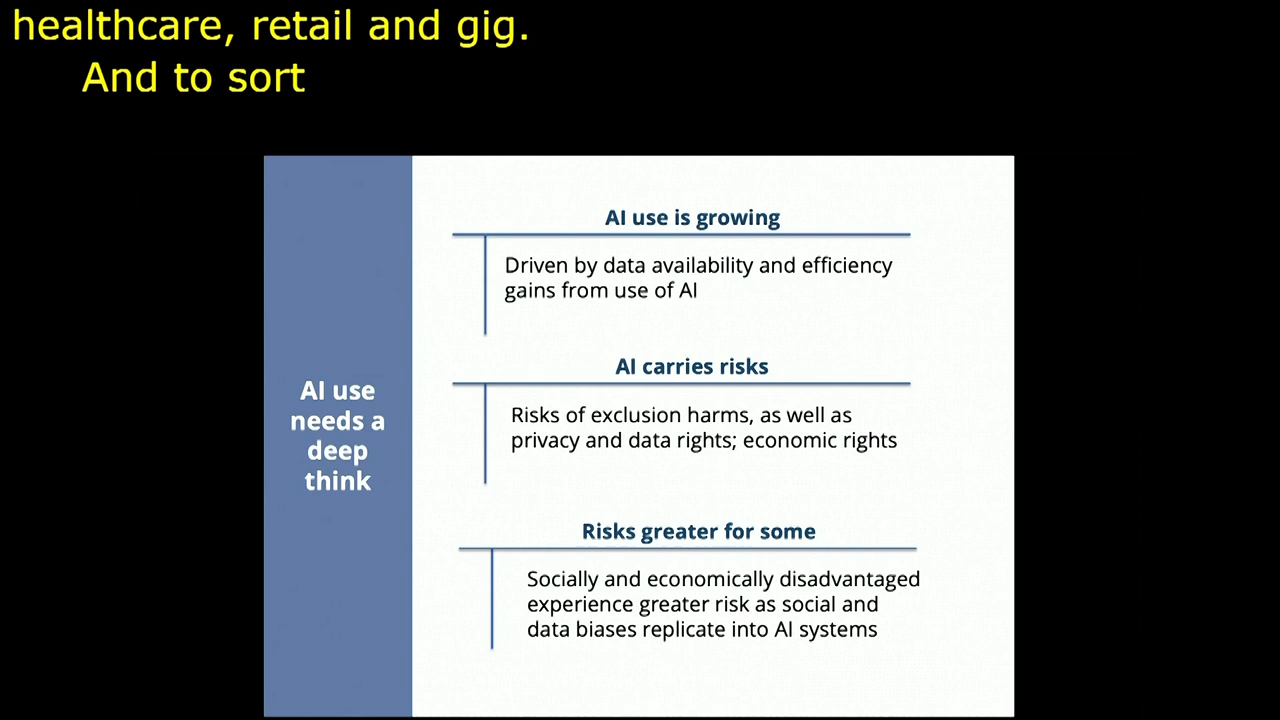 healthcare, retail and gig.
And to sort
AI use
needs a
deep
think
AI use is growing
Driven by data availability and efficiency
gains from use of AI
AI carries risks
Risks of exclusion harms, as well as
privacy and data rights; economic rights
Risks greater for some
Socially and economically disadvantaged
experience greater risk as social and
data biases replicate into AI systems